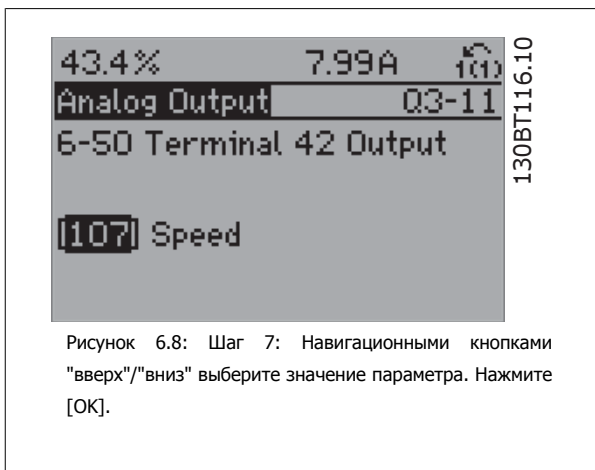 43.4% 7.99A 1(1)
Analog Output Q3-11
6-50 Terminal 42 Output
[107] Speed
130BT116.10
Рисунок 6.8: Шаг 7: Навигационными кнопками
"вверх"/"вниз" выберите значение параметра. Нажмите
[OK].